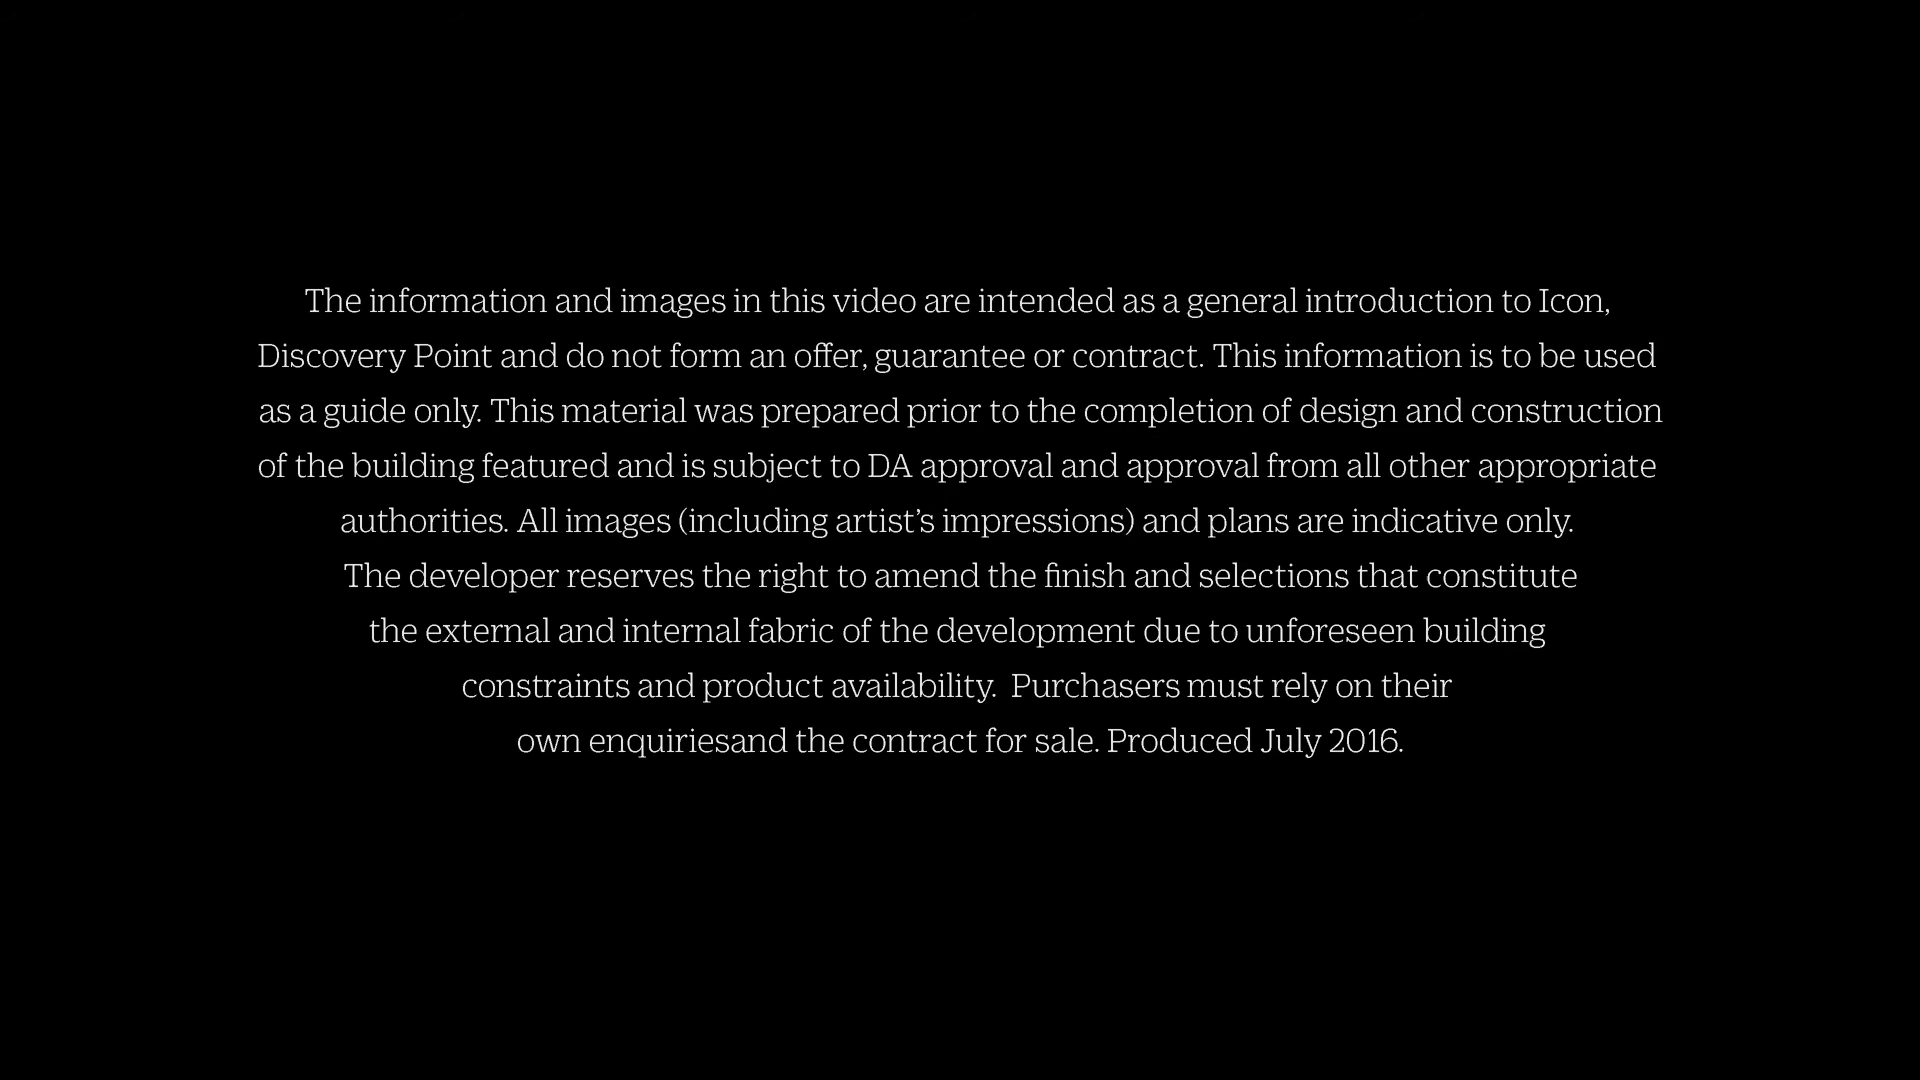 The information and images in this video are intended as a general introduction to Icon,
Discovery Point and do not form an offer, guarantee or contract. This information is to be used
as a guide only. This material was prepared prior to the completion of design and construction
of the building featured and is subject to DA approval and approval from all other appropriate
authorities. All images (including artist’s impressions) and plans are indicative only.
The developer reserves the right to amend the finish and selections that constitute
the external and internal fabric of the development due to unforeseen building
constraints and product availability.  Purchasers must rely on their
own enquiriesand the contract for sale. Produced July 2016.